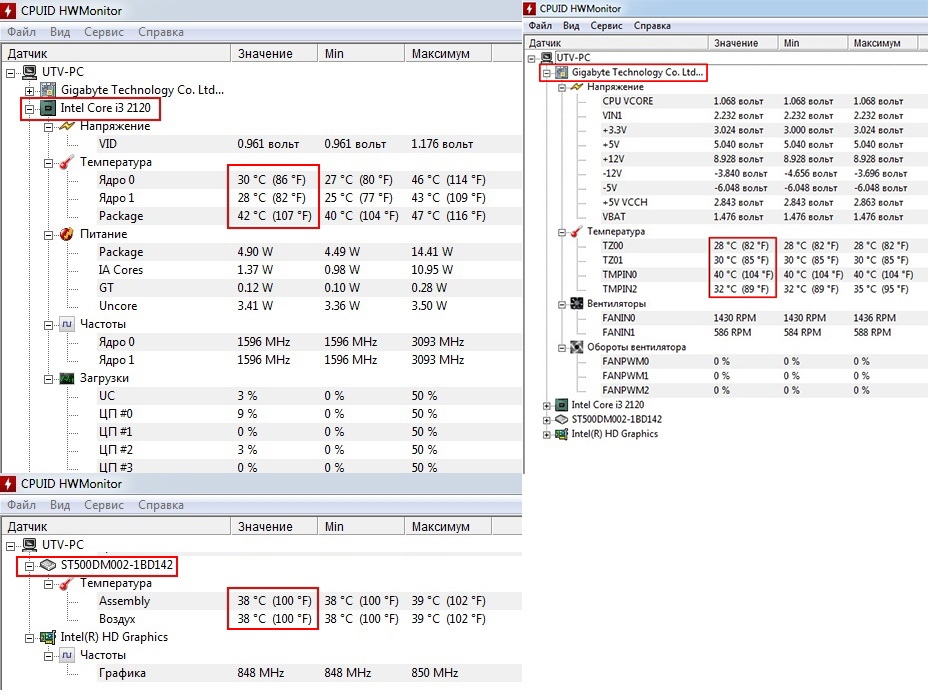 CPUID HWMonitor
Файл Вид Сервис Справка
Датчик Значение Min Максимум
UTV-PC
Gigabyte Technology Co. Ltd...
Intel Core i3 2120
Напряжение
VID 0.961 вольт 0.961 вольт 1.176 вольт
Температура
Ядро 0 30 °C (86 °F) 27 °C (80 °F) 46 °C (114 °F)
Ядро 1 28 °C (82 °F) 25 °C (77 °F) 43 °C (109 °F)
Package 42 °C (107 °F) 40 °C (104 °F) 47 °C (116 °F)
Питание
Package 4.90 W 4.49 W 14.41 W
IA Cores 1.37 W 0.98 W 10.95 W
GT 0.12 W 0.10 W 0.28 W
Uncore 3.41 W 3.36 W 3.50 W
Частоты
Ядро 0 1596 MHz 1596 MHz 3093 MHz
Ядро 1 1596 MHz 1596 MHz 3093 MHz
Загрузки
UC 3 % 0 % 50 %
ЦП #0 9 % 0 % 50 %
ЦП #1 0 % 0 % 50 %
ЦП #2 3 % 0 % 50 %
ЦП #3 0 % 0 % 50 %
CPUID HWMonitor
Файл Вид Сервис Справка
Датчик Значение Min Максимум
UTV-PC
ST500DM002-1BD142
Температура
Assembly 38 °C (100 °F) 38 °C (100 °F) 39 °C (102 °F)
Воздух 38 °C (100 °F) 38 °C (100 °F) 39 °C (102 °F)
Intel(R) HD Graphics
Частоты
Графика 848 MHz 848 MHz 850 MHz
CPUID HWMonitor
Файл Вид Сервис Справка
Датчик Значение Min Максимум
UTV-PC
Gigabyte Technology Co. Ltd...
Напряжение
CPU VCORE 1.068 вольт 1.068 вольт 1.068 вольт
VIN1 2.232 вольт 2.232 вольт 2.232 вольт
+3.3V 3.024 вольт 3.000 вольт 3.024 вольт
+5V 5.040 вольт 5.040 вольт 5.040 вольт
+12V 8.928 вольт 8.928 вольт 8.928 вольт
-12V -3.840 вольт -4.656 вольт -3.696 вольт
-5V -6.048 вольт -6.048 вольт -6.048 вольт
+5V VCCH 2.843 вольт 2.843 вольт 2.863 вольт
VBAT 1.476 вольт 1.476 вольт 1.476 вольт
Температура
TZ00 28 °C (82 °F) 28 °C (82 °F) 28 °C (82 °F)
TZ01 30 °C (85 °F) 30 °C (85 °F) 30 °C (85 °F)
TMPIN0 40 °C (104 °F) 40 °C (104 °F) 40 °C (104 °F)
TMPIN2 32 °C (89 °F) 32 °C (89 °F) 35 °C (95 °F)
Вентиляторы
FANIN0 1430 RPM 1430 RPM 1436 RPM
FANIN1 586 RPM 584 RPM 588 RPM
Обороты вентилятора
FANPWM0 0 % 0 % 0 %
FANPWM1 0 % 0 % 0 %
FANPWM2 0 % 0 % 0 %
Intel Core i3 2120
ST500DM002-1BD142
Intel(R) HD Graphics